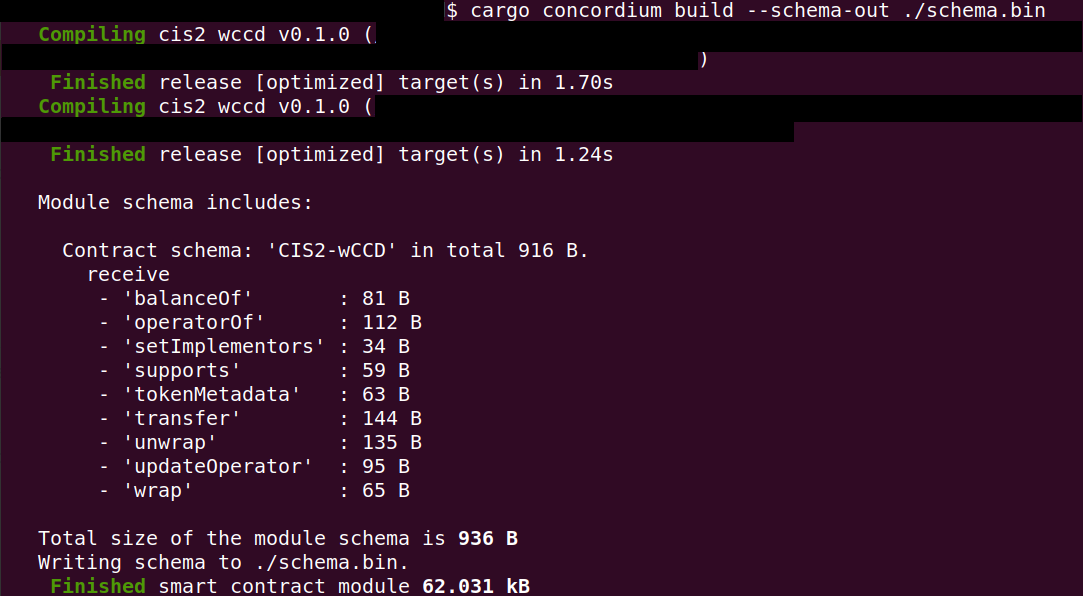 $ cargo concordium build --schema-out ./schema.bin
Compiling cis2 wccd v0.1.0 (
)
Finished release [optimized] target(s) in 1.70s
Compiling cis2 wccd v0.1.0 (
Finished release [optimized] target(s) in 1.24s
Module schema includes:
Contract schema: 'CIS2-wCCD' in total 916 B.
receive
- 'balanceOf' : 81 B
- 'operatorOf' : 112 B
- 'setImplementors' : 34 B
- 'supports' : 59 B
- 'tokenMetadata' : 63 B
- 'transfer' : 144 B
- 'unwrap' : 135 B
- 'updateOperator' : 95 B
- 'wrap' : 65 B
Total size of the module schema is 936 B
Writing schema to ./schema.bin.
Finished smart contract module 62.031 kB